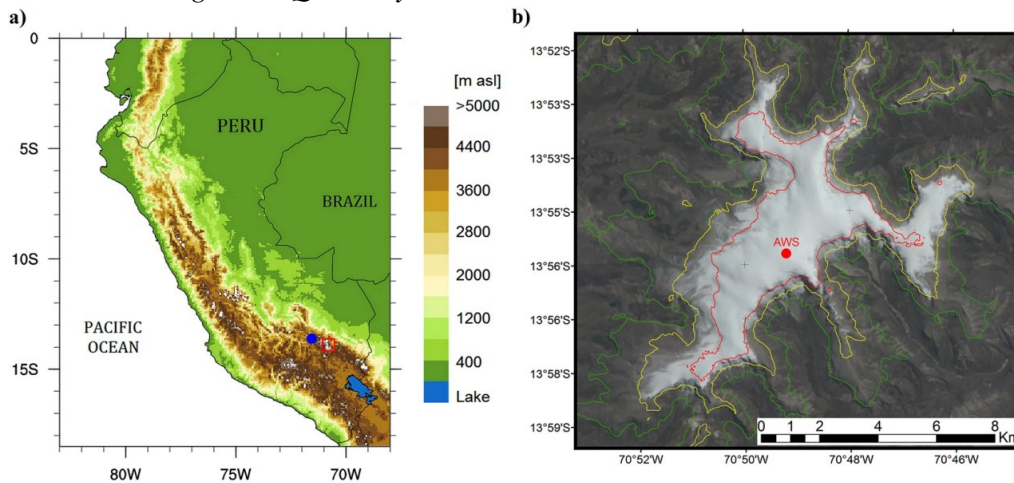 a)
b)
0
5S
10S
15S
80W
75W
70W
PERU
BRAZIL
PACIFIC
OCEAN
[m asl]
>5000
4400
3600
2800
2000
1200
400
Lake
13°52'S
13°53'S
13°53'S
13°55'S
13°56'S
13°56'S
13°58'S
13°59'S
AWS
0 0.5 1 2 4 6 8
70°52'W
70°50'W
70°48'W
70°46'W